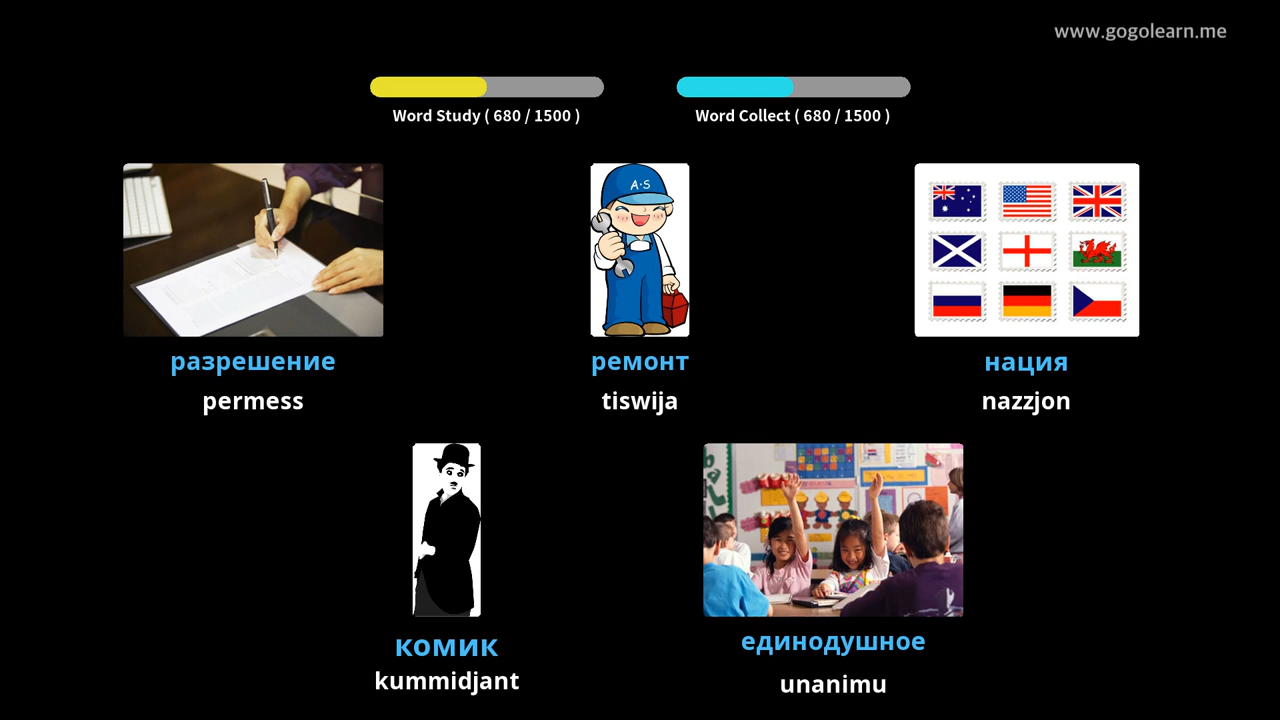 www.gogolearn.me
Word Study ( 680 / 1500 )
Word Collect ( 680 / 1500 )
A·S
разрешение
ремонт
нация
permess
tiswija
nazzjon
комик
единодушное
kummidjant
unanimu